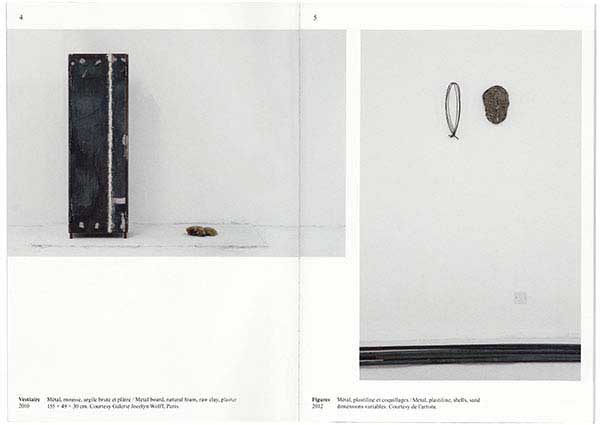 4
5
Vestiaire Métal, mousse, argile brute et plâtre / Metal board, natural foam, raw clay, plaster
2010 155 × 49 × 30 cm. Courtesy Galerie Jocelyn Wolff, Paris
Figures Métal, plastiline et coquillages / Metal, plastiline, shells, sand
2012 dimensions variables. Courtesy de l'artiste.